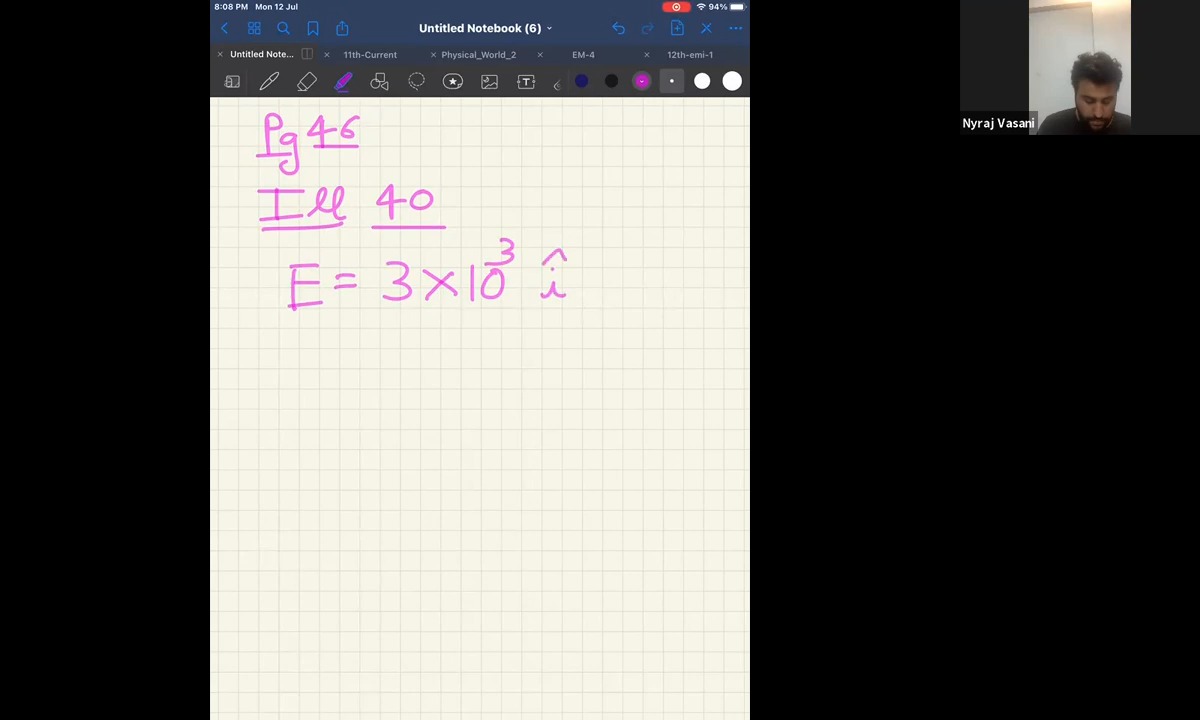 8:08 PM Mon 12 Jul
94%
Untitled Notebook (6)
Untitled Note...
11th-Current
Physical_World_2
EM-4
12th-emi-1
Pg 46
Ill 40
E = 3×10³ î
Nyraj Vasani